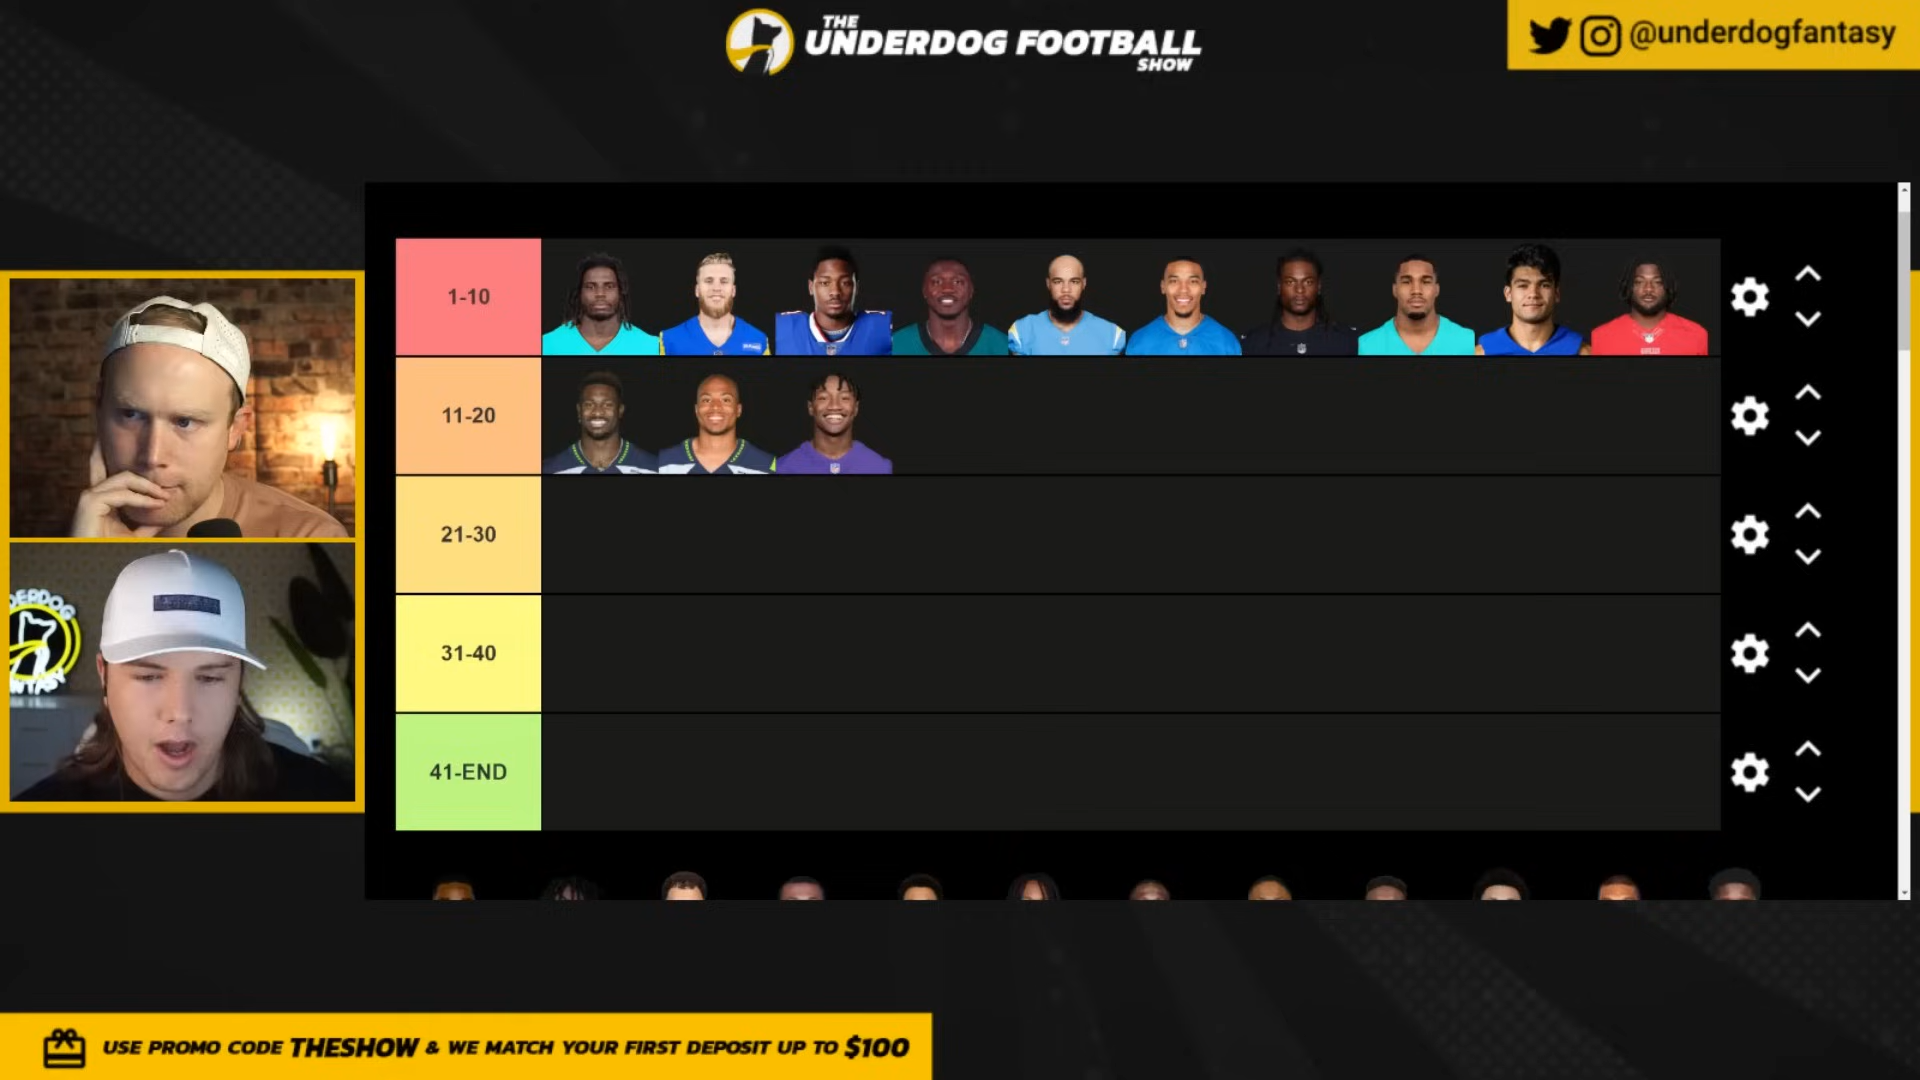 THE
UNDERDOG FOOTBALL
SHOW
@underdogfantasy
1-10
11-20
21-30
31-40
41-END
USE PROMO CODE THESHOW & WE MATCH YOUR FIRST DEPOSIT UP TO $100